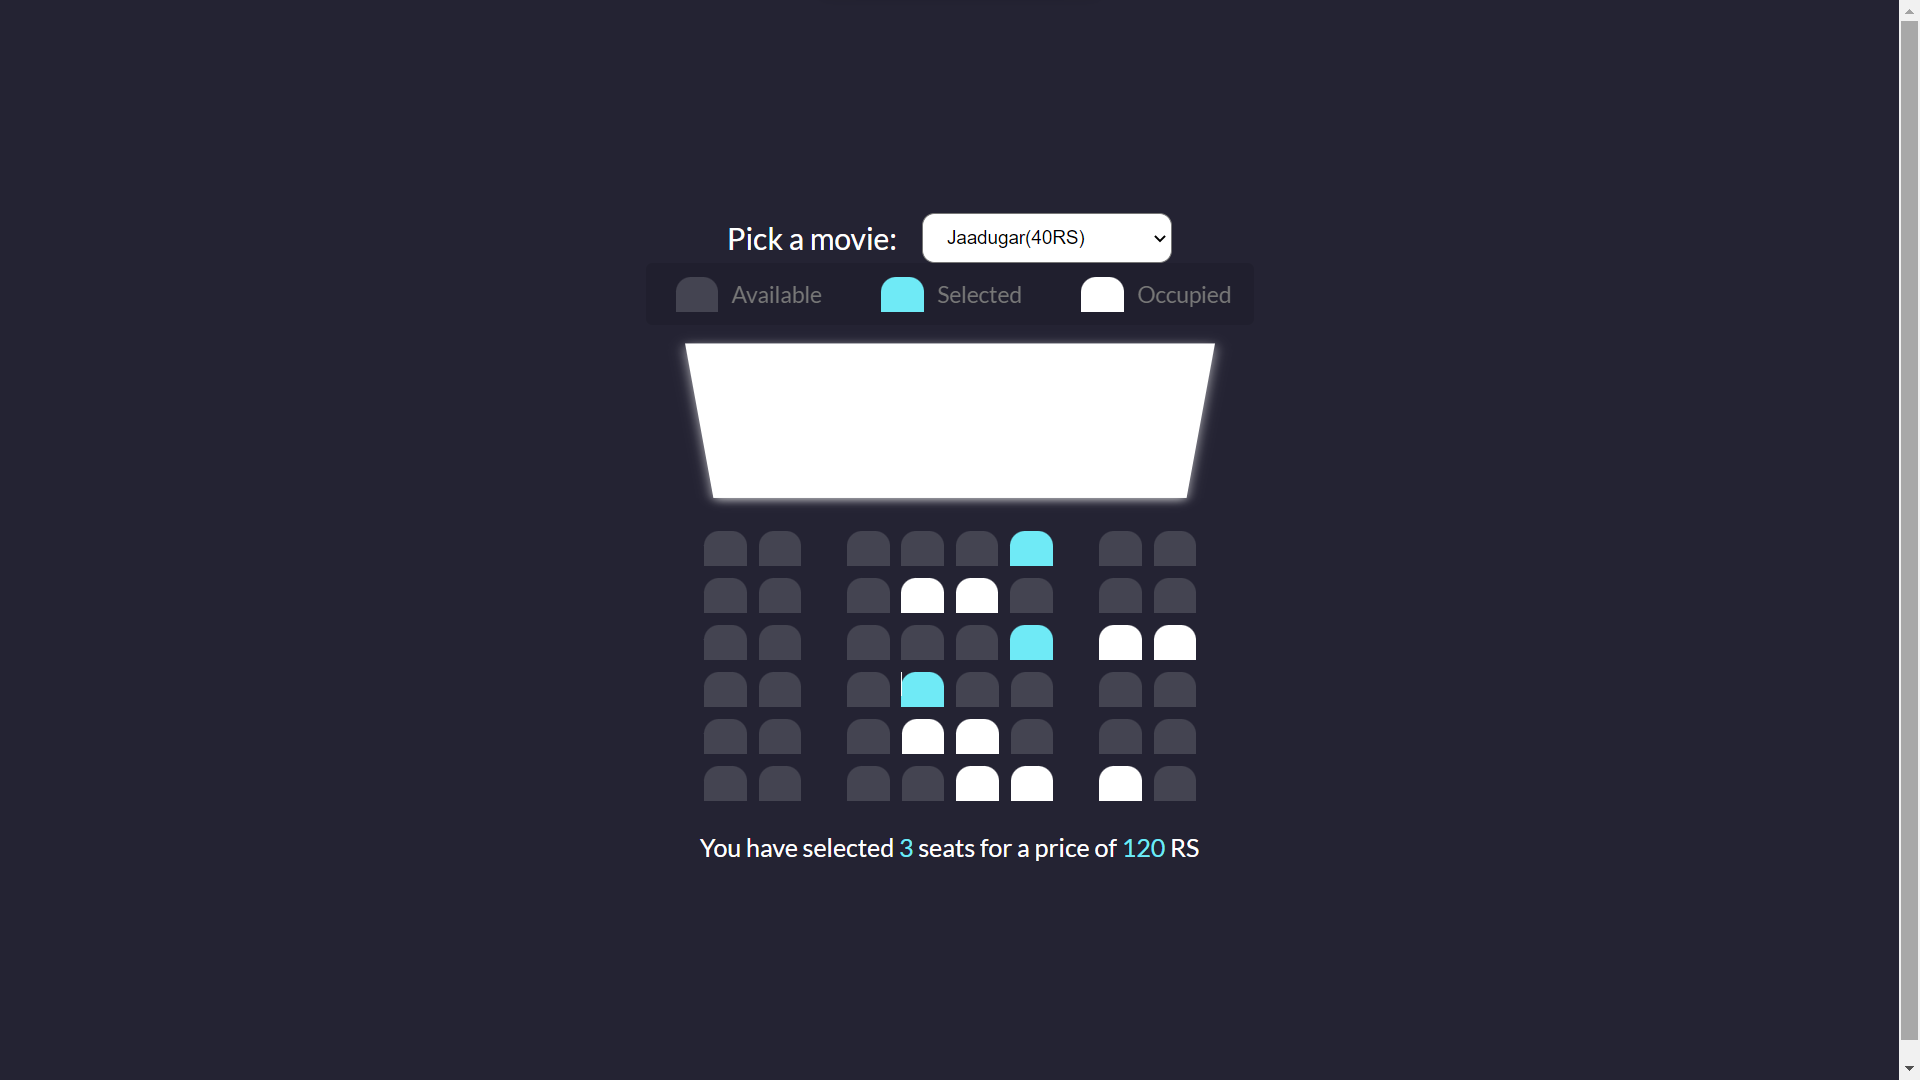 Pick a movie: Jaadugar(40RS)
Available Selected Occupied
You have selected 3 seats for a price of 120 RS